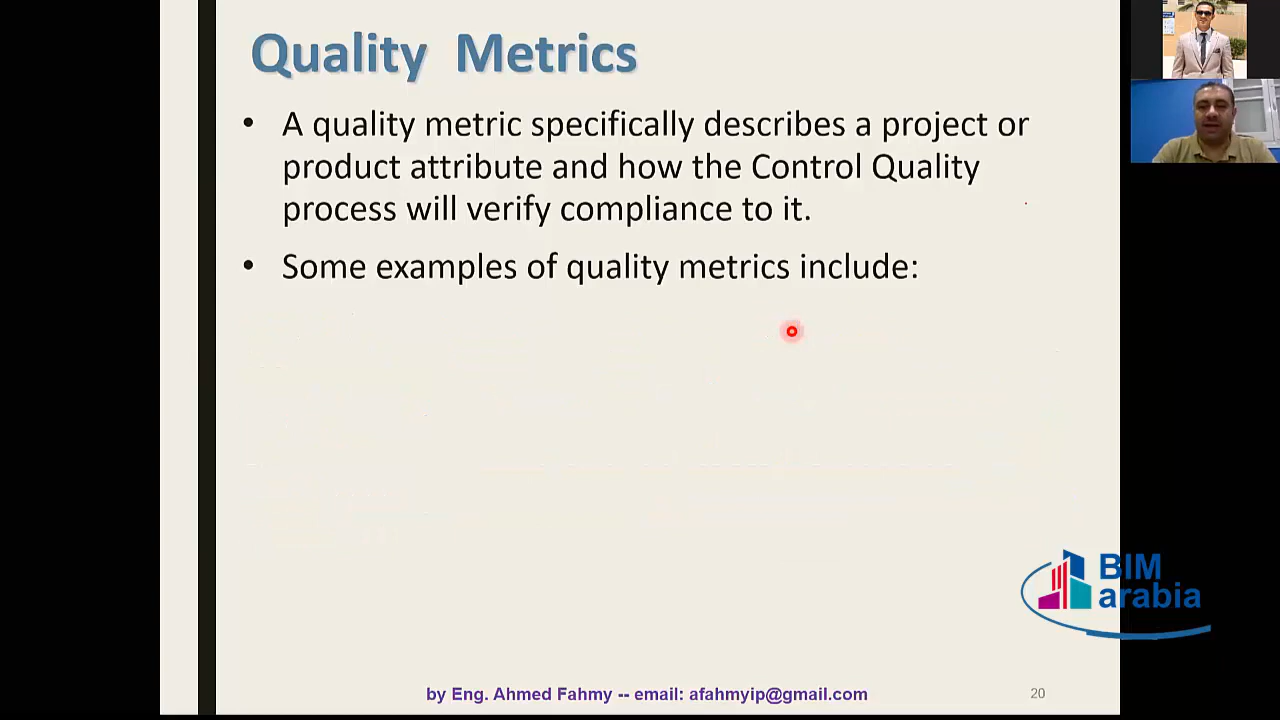 Quality Metrics
• A quality metric specifically describes a project or
product attribute and how the Control Quality
process will verify compliance to it.
• Some examples of quality metrics include:
BIM
arabia
by Eng. Ahmed Fahmy -- email: afahmyip@gmail.com
20